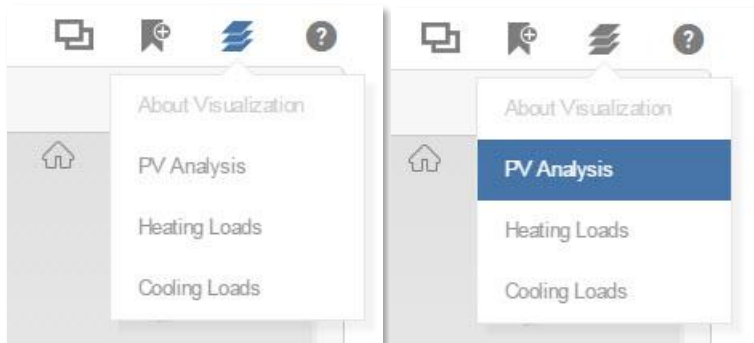 About Visualization
PV Analysis
Heating Loads
Cooling Loads
About Visualization
PV Analysis
Heating Loads
Cooling Loads